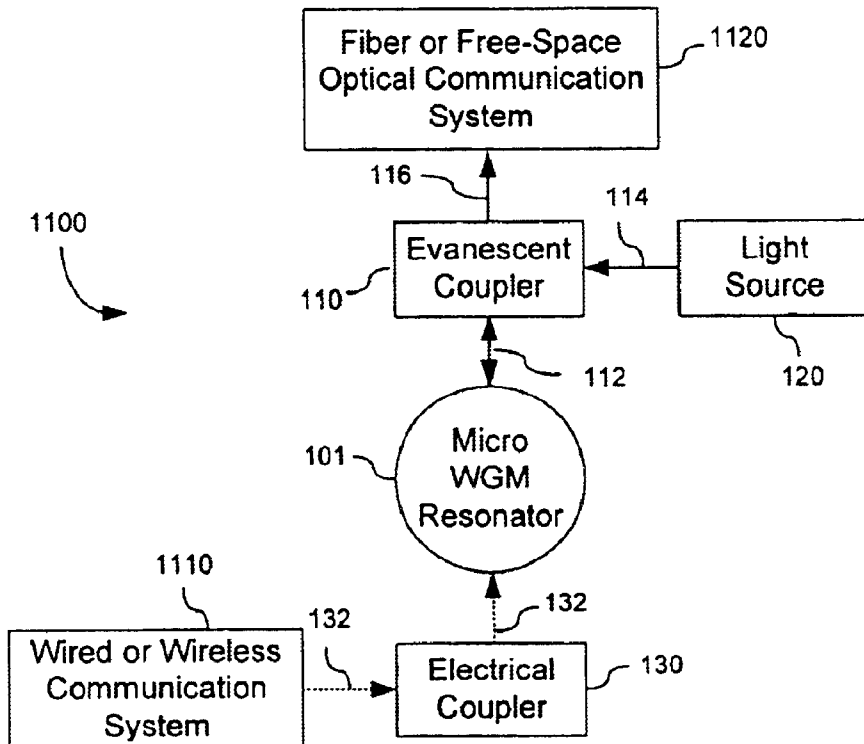 Fiber or Free-Space
Optical Communication
System
1120
116
1100
114
Evanescent
Coupler
110
Light
Source
112
120
101
Micro
WGM
Resonator
1110
132
132
Wired or Wireless
Communication
System
Electrical
Coupler
130